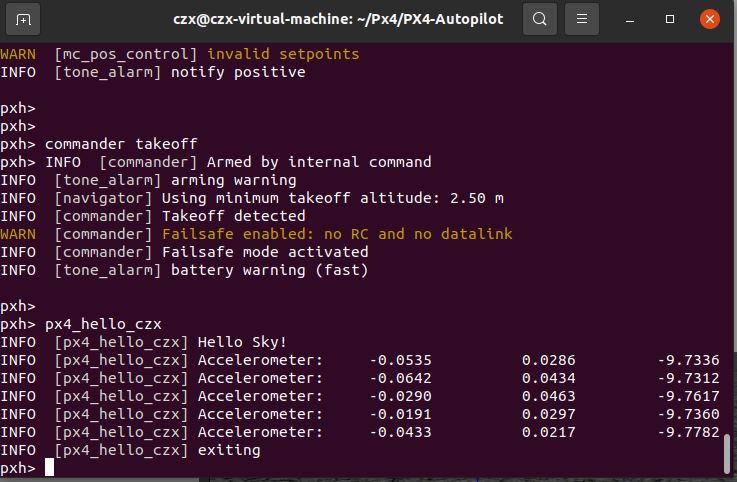 czx@czx-virtual-machine: ~/Px4/PX4-Autopilot
WARN  [mc_pos_control] invalid setpoints
INFO  [tone_alarm] notify positive
pxh>
pxh>
pxh> commander takeoff
pxh> INFO  [commander] Armed by internal command
INFO  [tone_alarm] arming warning
INFO  [navigator] Using minimum takeoff altitude: 2.50 m
INFO  [commander] Takeoff detected
WARN  [commander] Failsafe enabled: no RC and no datalink
INFO  [commander] Failsafe mode activated
INFO  [tone_alarm] battery warning (fast)
pxh>
pxh> px4_hello_czx
INFO  [px4_hello_czx] Hello Sky!
INFO  [px4_hello_czx] Accelerometer:     -0.0535          0.0286         -9.7336
INFO  [px4_hello_czx] Accelerometer:     -0.0642          0.0434         -9.7312
INFO  [px4_hello_czx] Accelerometer:     -0.0290          0.0463         -9.7617
INFO  [px4_hello_czx] Accelerometer:     -0.0191          0.0297         -9.7360
INFO  [px4_hello_czx] Accelerometer:     -0.0433          0.0217         -9.7782
INFO  [px4_hello_czx] exiting
pxh>